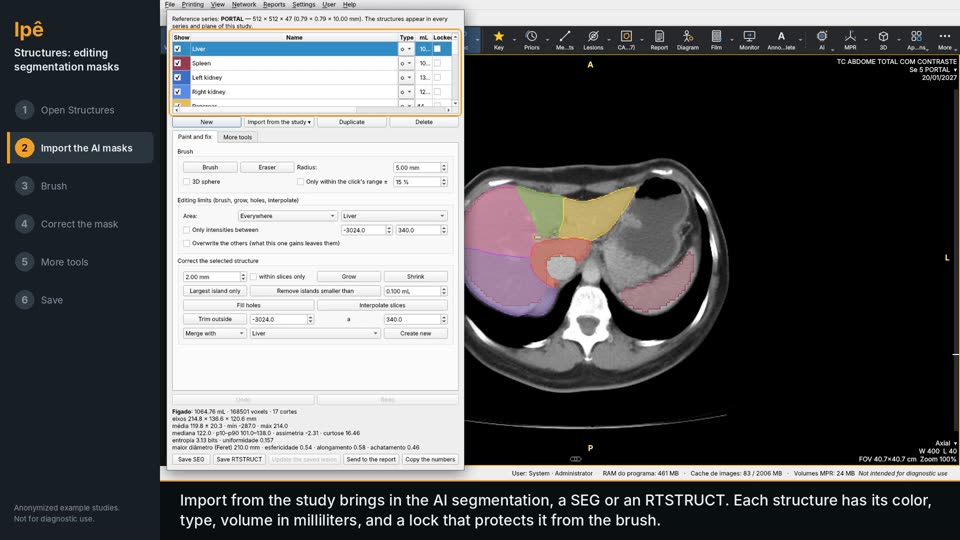 Ipê
Structures: editing
segmentation masks
1 Open Structures
2 Import the AI masks
3 Brush
4 Correct the mask
5 More tools
6 Save
Anonymized example studies.
Not for diagnostic use.
File Edit View Network Reports Settings User Help
Reference series: PORTAL — 512 × 512 × 47 (0.79 × 0.79 × 10.00 mm). The structures appear in every
series and plane of this study.
Show Name Type mL Locked
Liver o 10...
Spleen o 10...
Left kidney o 13...
Right kidney o 12...
New Import from the study Duplicate Delete
Paint and fix More tools
Brush
Brush Eraser Radius: 5.00 mm
3D sphere Only within the click's range ± 15 %
Editing limits (brush, grow, holes, interpolate)
Area: Everywhere Liver
Only intensities between -3024.0 340.0
Overwrite the others (what this one gains leaves them)
Correct the selected structure
2.00 mm within slices only Grow Shrink
Largest island only Remove islands smaller than 0.100 mL
Fill holes Interpolate slices
Trim outside -3024.0 a 340.0
Merge with Liver Create new
Undo Redo
Fígado: 1064.76 mL · 168501 voxels · 17 cortes
eixos 214.8 × 136.6 × 120.6 mm
média 119.8 ± 20.3 · mín -287.0 · máx 214.0
mediana 122.0 · p10–p90 101.0–138.0 · assimetria -2.31 · curtose 16.46
entropia 3.13 bits · uniformidade 0.157
maior diâmetro (Feret) 210.0 mm · esfericidade 0.54 · alongamento 0.58 · achatamento 0.46
Save SEG Save RTSTRUCT Update the saved lesion Send to the report Copy the numbers
Key Priors Me...ts Lesions CA...7) Report Diagram Film Monitor Anno...lete AI MPR 3D Ap...ns More
A
TC ABDOME TOTAL COM CONTRASTE
Se 5 PORTAL
20/01/2027
L
P
Axial
W 400 L 40
FOV 40.7×40.7 cm Zoom 100%
User: System · Administrator RAM do programa: 461 MB Cache de images: 83 / 2006 MB Volumes MPR: 24 MB Not intended for diagnostic use
Import from the study brings in the AI segmentation, a SEG or an RTSTRUCT. Each structure has its color,
type, volume in milliliters, and a lock that protects it from the brush.